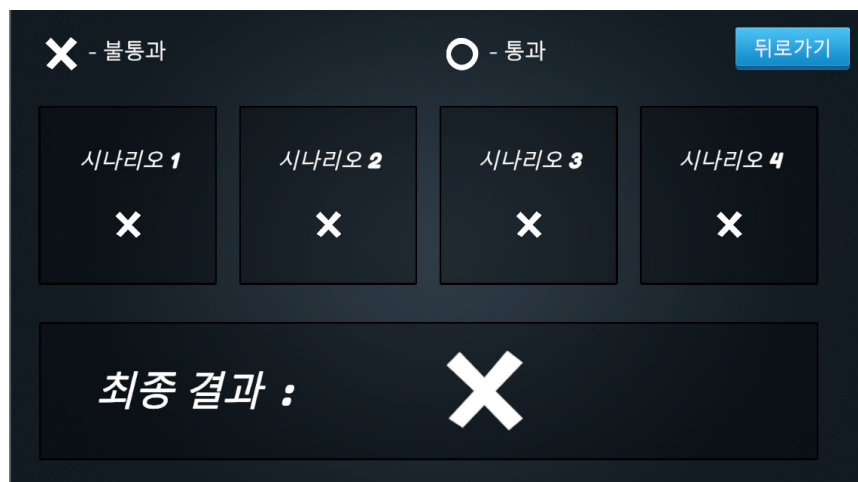 X - 불통과
O - 통과
뒤로가기
시나리오 1
시나리오 2
시나리오 3
시나리오 4
X
X
X
X
최종 결과 : X